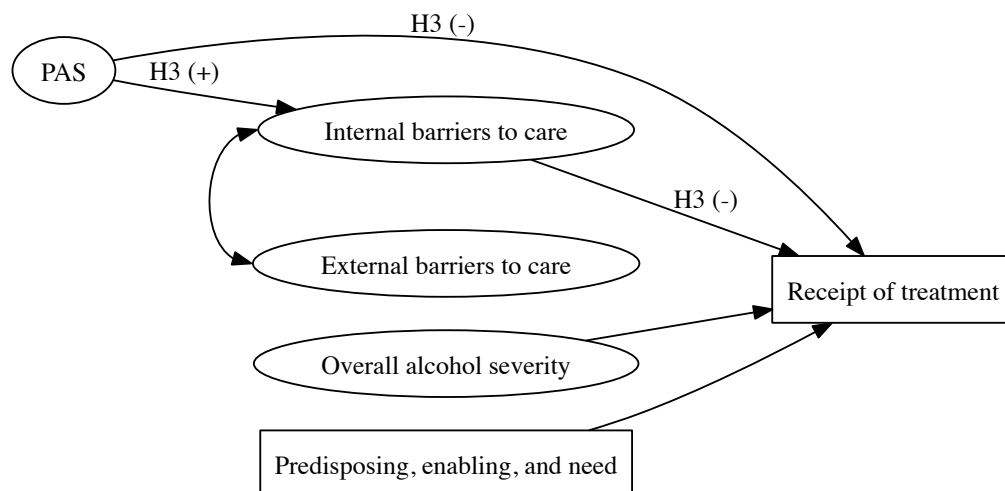 H3 (-)
PAS
H3 (+)
Internal barriers to care
H3 (-)
External barriers to care
Receipt of treatment
Overall alcohol severity
Predisposing, enabling, and need